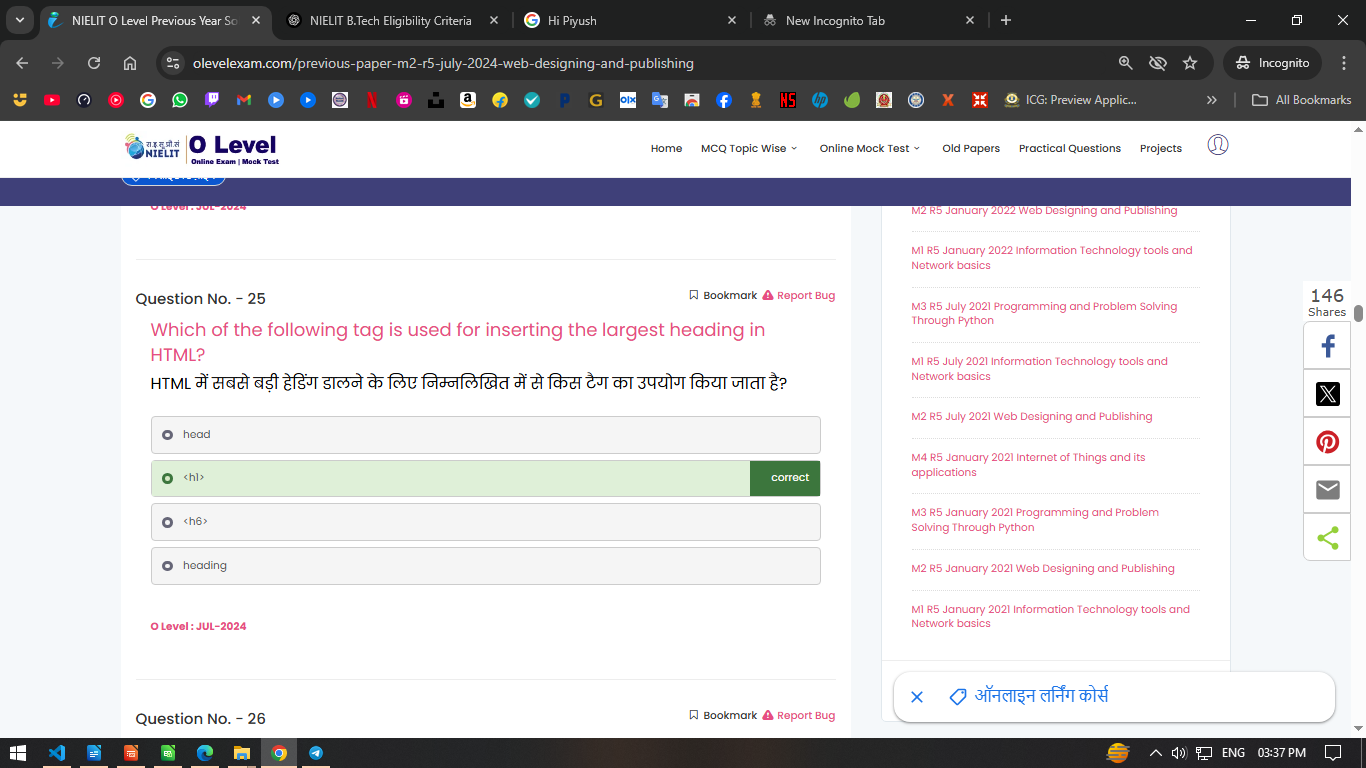 NIELIT O Level Previous Year So
NIELIT B.Tech Eligibility Criteria
Hi Piyush
New Incognito Tab
olevelexam.com/previous-paper-m2-r5-july-2024-web-designing-and-publishing
Incognito
ICG: Preview Applic...
All Bookmarks
रा.इ.सू.प्रौ.सं
NIELIT
O Level
Online Exam | Mock Test
Home
MCQ Topic Wise
Online Mock Test
Old Papers
Practical Questions
Projects
O Level : JUL-2024
Question No. - 25
Bookmark
Report Bug
Which of the following tag is used for inserting the largest heading in
HTML?
HTML में सबसे बड़ी हेडिंग डालने के लिए निम्नलिखित में से किस टैग का उपयोग किया जाता है?
head
<h1>
correct
<h6>
heading
O Level : JUL-2024
Question No. - 26
Bookmark
Report Bug
M2 R5 January 2022 Web Designing and Publishing
M1 R5 January 2022 Information Technology tools and
Network basics
M3 R5 July 2021 Programming and Problem Solving
Through Python
M1 R5 July 2021 Information Technology tools and
Network basics
M2 R5 July 2021 Web Designing and Publishing
M4 R5 January 2021 Internet of Things and its
applications
M3 R5 January 2021 Programming and Problem
Solving Through Python
M2 R5 January 2021 Web Designing and Publishing
M1 R5 January 2021 Information Technology tools and
Network basics
146
Shares
ऑनलाइन लर्निंग कोर्स
ENG
03:37 PM